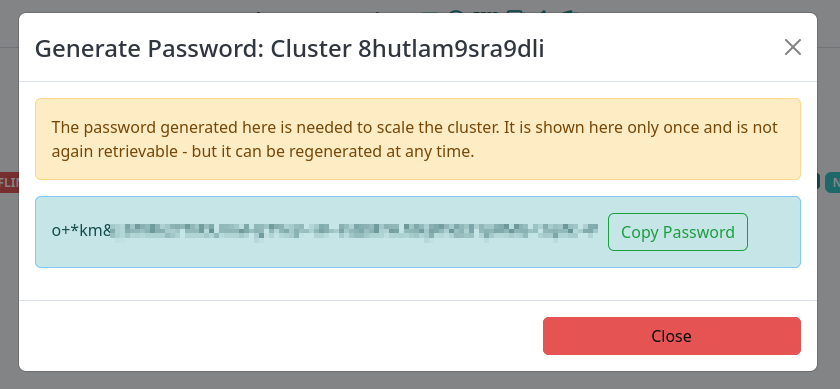 Generate Password: Cluster 8hutlam9sra9dli
The password generated here is needed to scale the cluster. It is shown here only once and is not
again retrievable - but it can be regenerated at any time.
o+*km&
Copy Password
Close